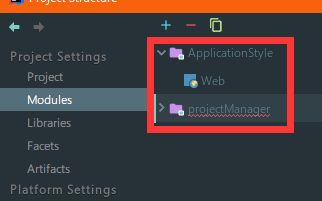 Project Structure
Project Settings
Project
Modules
Libraries
Facets
Artifacts
Platform Settings
ApplicationStyle
Web
projectManager